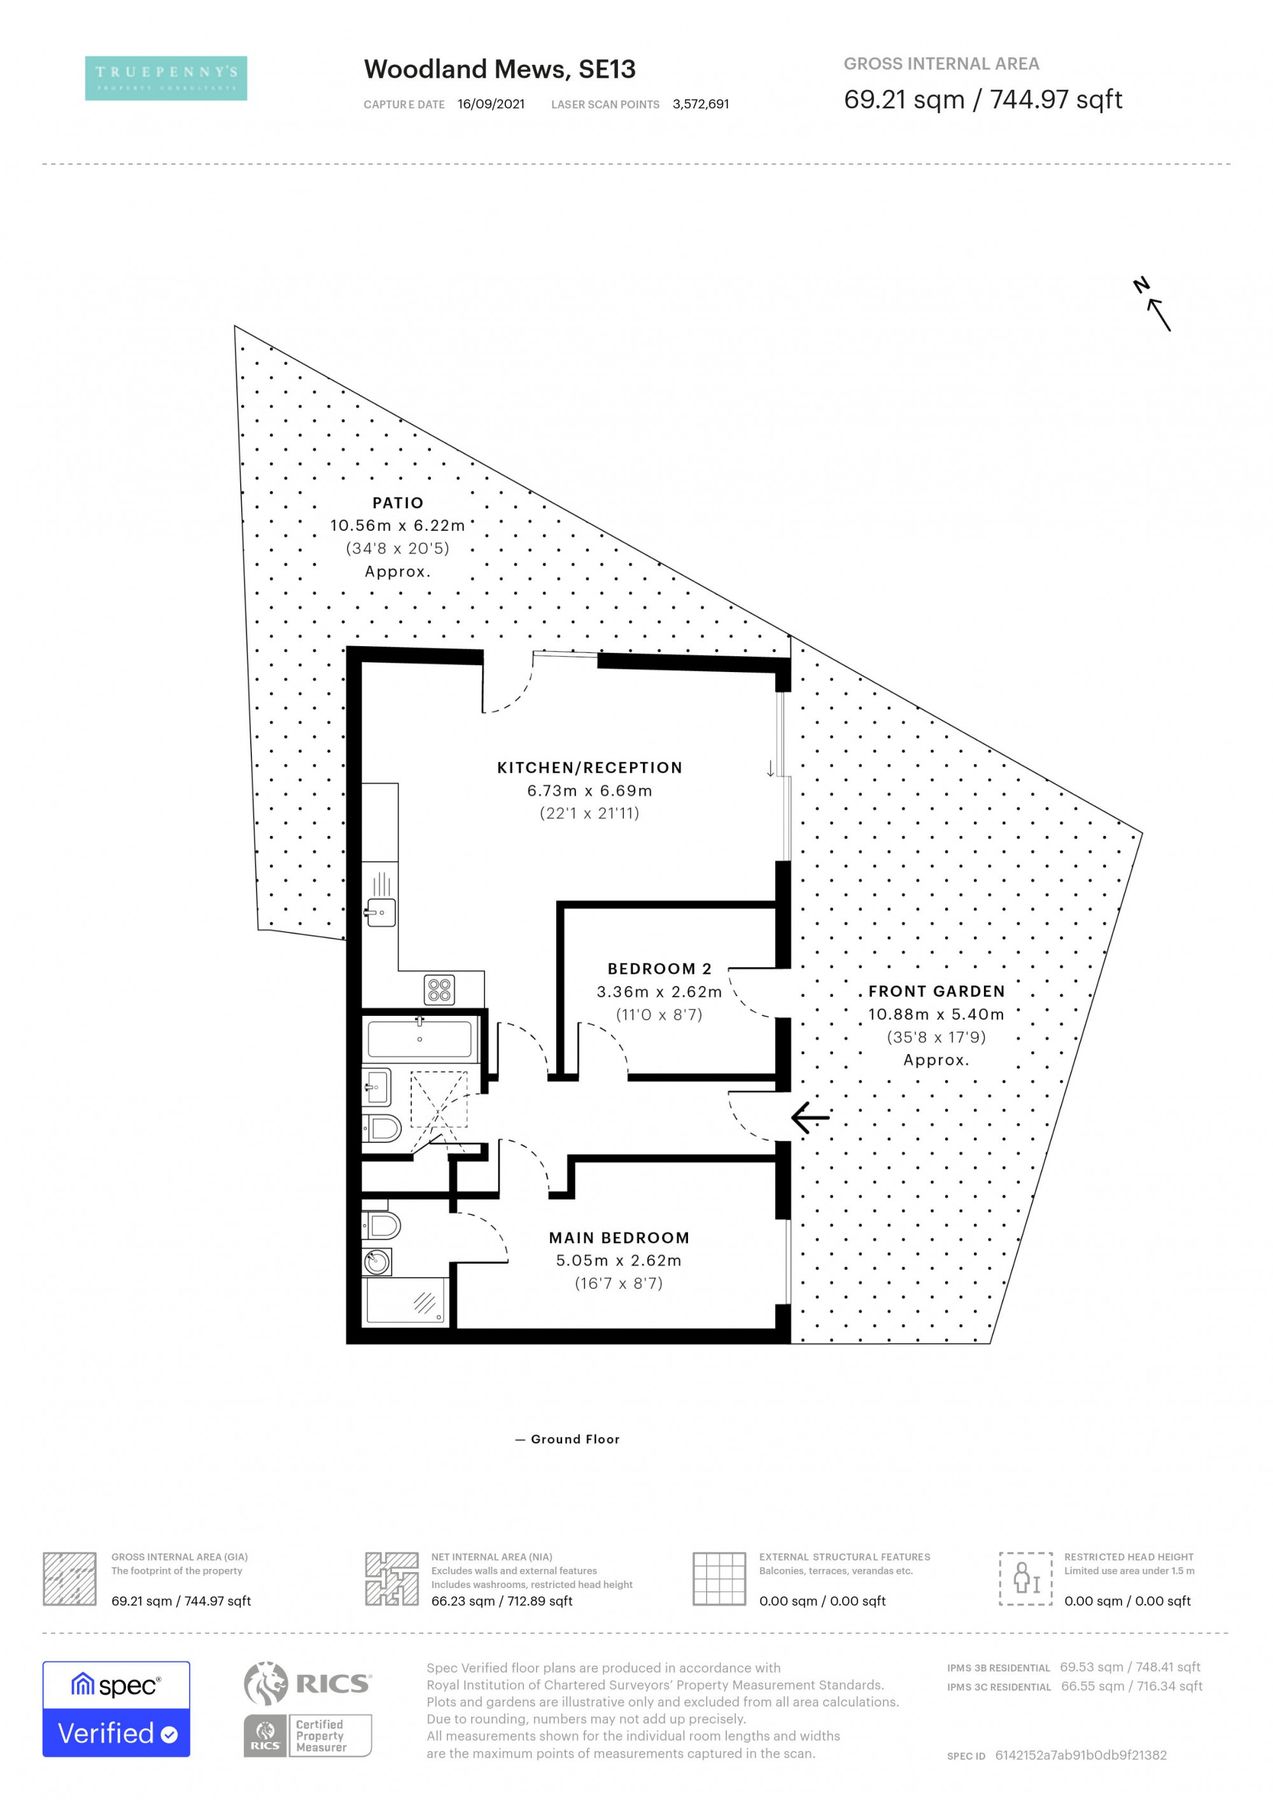 TRUEPENNY'S
PROPERTY CONSULTANTS
Woodland Mews, SE13
CAPTURE DATE 16/09/2021 LASER SCAN POINTS 3,572,691
GROSS INTERNAL AREA
69.21 sqm / 744.97 sqft
N
PATIO
10.56m x 6.22m
(34'8 x 20'5)
Approx.
KITCHEN/RECEPTION
6.73m x 6.69m
(22'1 x 21'11)
BEDROOM 2
3.36m x 2.62m
(11'0 x 8'7)
FRONT GARDEN
10.88m x 5.40m
(35'8 x 17'9)
Approx.
MAIN BEDROOM
5.05m x 2.62m
(16'7 x 8'7)
— Ground Floor
GROSS INTERNAL AREA (GIA)
The footprint of the property
69.21 sqm / 744.97 sqft
NET INTERNAL AREA (NIA)
Excludes walls and external features
Includes washrooms, restricted head height
66.23 sqm / 712.89 sqft
EXTERNAL STRUCTURAL FEATURES
Balconies, terraces, verandas etc.
0.00 sqm / 0.00 sqft
RESTRICTED HEAD HEIGHT
Limited use area under 1.5 m
0.00 sqm / 0.00 sqft
spec®
Verified
RICS®
RICS
Certified
Property
Measurer
Spec Verified floor plans are produced in accordance with
Royal Institution of Chartered Surveyors' Property Measurement Standards.
Plots and gardens are illustrative only and excluded from all area calculations.
Due to rounding, numbers may not add up precisely.
All measurements shown for the individual room lengths and widths
are the maximum points of measurements captured in the scan.
IPMS 3B RESIDENTIAL 69.53 sqm / 748.41 sqft
IPMS 3C RESIDENTIAL 66.55 sqm / 716.34 sqft
SPEC ID 6142152a7ab91b0db9f21382